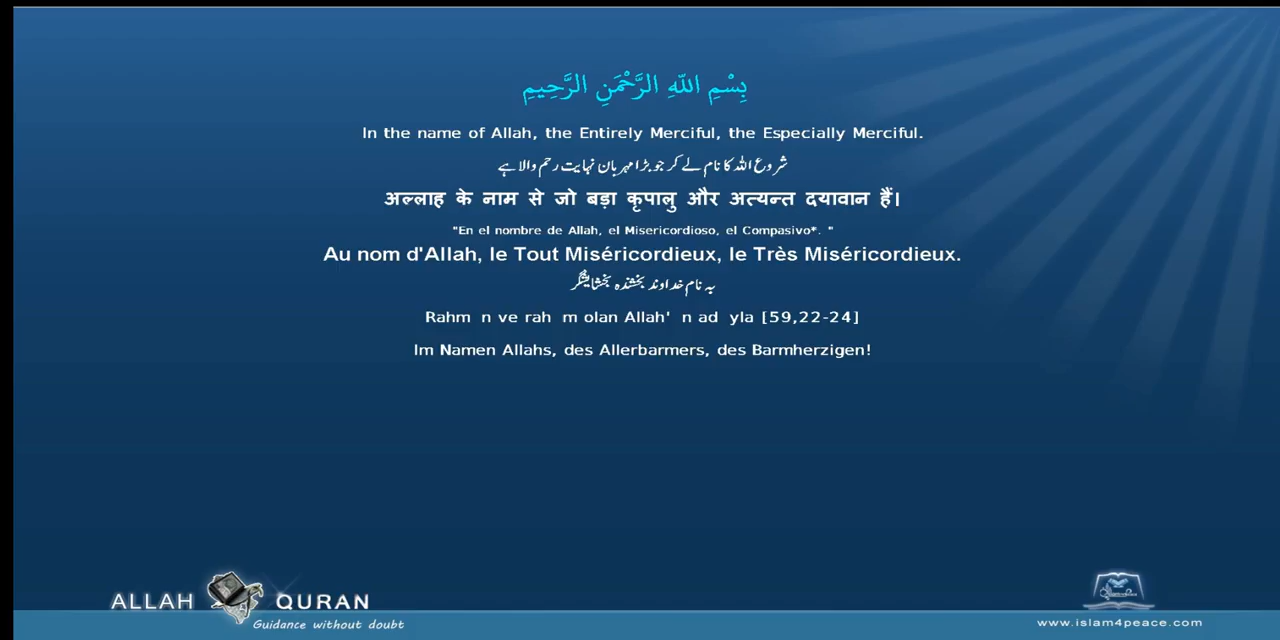 بِسْمِ اللَّهِ الرَّحْمَنِ الرَّحِيمِ
In the name of Allah, the Entirely Merciful, the Especially Merciful.
شروع اللہ کا نام لے کر جو بڑا مہربان نہایت رحم والا ہے
अल्लाह के नाम से जो बड़ा कृपालु और अत्यन्त दयावान हैं।
"En el nombre de Allah, el Misericordioso, el Compasivo*. "
Au nom d'Allah, le Tout Miséricordieux, le Très Miséricordieux.
به نام خداوند بخشنده بخشایشگر
Rahm n ve rah m olan Allah' n ad yla [59,22-24]
Im Namen Allahs, des Allerbarmers, des Barmherzigen!
ALLAH QURAN
Guidance without doubt
www.islam4peace.com